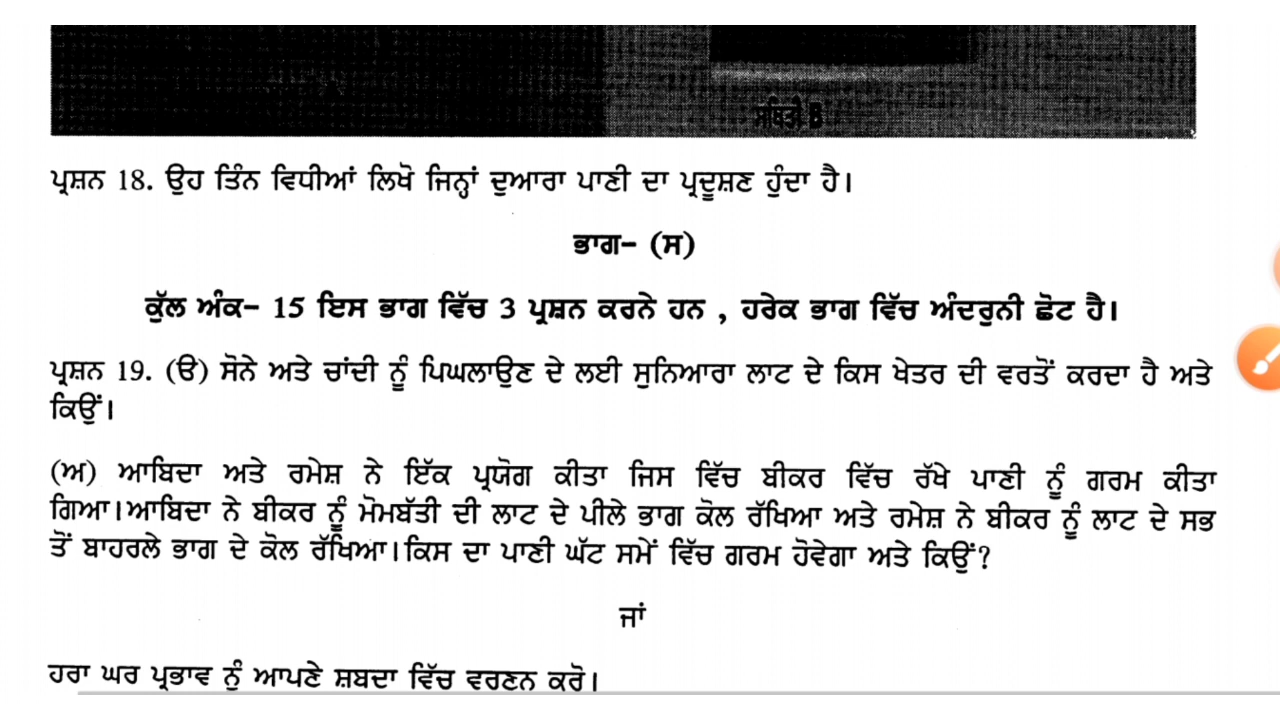 ਸਥਿਤੀ B
ਪ੍ਰਸ਼ਨ 18. ਉਹ ਤਿੰਨ ਵਿਧੀਆਂ ਲਿਖੋ ਜਿਨ੍ਹਾਂ ਦੁਆਰਾ ਪਾਣੀ ਦਾ ਪ੍ਰਦੂਸ਼ਣ ਹੁੰਦਾ ਹੈ।
ਭਾਗ- (ਸ)
ਕੁੱਲ ਅੰਕ- 15 ਇਸ ਭਾਗ ਵਿੱਚ 3 ਪ੍ਰਸ਼ਨ ਕਰਨੇ ਹਨ , ਹਰੇਕ ਭਾਗ ਵਿੱਚ ਅੰਦਰੁਨੀ ਛੋਟ ਹੈ।
ਪ੍ਰਸ਼ਨ 19. (ੳ) ਸੋਨੇ ਅਤੇ ਚਾਂਦੀ ਨੂੰ ਪਿਘਲਾਉਣ ਦੇ ਲਈ ਸੁਨਿਆਰਾ ਲਾਟ ਦੇ ਕਿਸ ਖੇਤਰ ਦੀ ਵਰਤੋਂ ਕਰਦਾ ਹੈ ਅਤੇ
ਕਿਉਂ।
(ਅ) ਆਬਿਦਾ ਅਤੇ ਰਮੇਸ਼ ਨੇ ਇੱਕ ਪ੍ਰਯੋਗ ਕੀਤਾ ਜਿਸ ਵਿੱਚ ਬੀਕਰ ਵਿੱਚ ਰੱਖੇ ਪਾਣੀ ਨੂੰ ਗਰਮ ਕੀਤਾ
ਗਿਆ।ਆਬਿਦਾ ਨੇ ਬੀਕਰ ਨੂੰ ਮੋਮਬੱਤੀ ਦੀ ਲਾਟ ਦੇ ਪੀਲੇ ਭਾਗ ਕੋਲ ਰੱਖਿਆ ਅਤੇ ਰਮੇਸ਼ ਨੇ ਬੀਕਰ ਨੂੰ ਲਾਟ ਦੇ ਸਭ
ਤੋਂ ਬਾਹਰਲੇ ਭਾਗ ਦੇ ਕੋਲ ਰੱਖਿਆ।ਕਿਸ ਦਾ ਪਾਣੀ ਘੱਟ ਸਮੇਂ ਵਿੱਚ ਗਰਮ ਹੋਵੇਗਾ ਅਤੇ ਕਿਉਂ?
ਜਾਂ
ਹਰਾ ਘਰ ਪ੍ਰਭਾਵ ਨੂੰ ਆਪਣੇ ਸ਼ਬਦਾ ਵਿੱਚ ਵਰਣਨ ਕਰੋ।